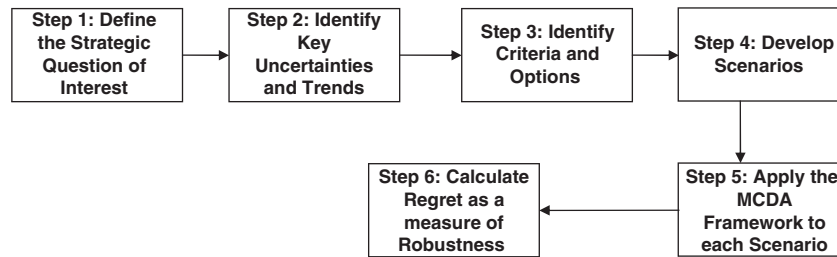 Step 1: Define
the Strategic
Question of
Interest
Step 2: Identify
Key
Uncertainties
and Trends
Step 3: Identify
Criteria and
Options
Step 4: Develop
Scenarios
Step 5: Apply the
MCDA
Framework to
each Scenario
Step 6: Calculate
Regret as a
measure of
Robustness